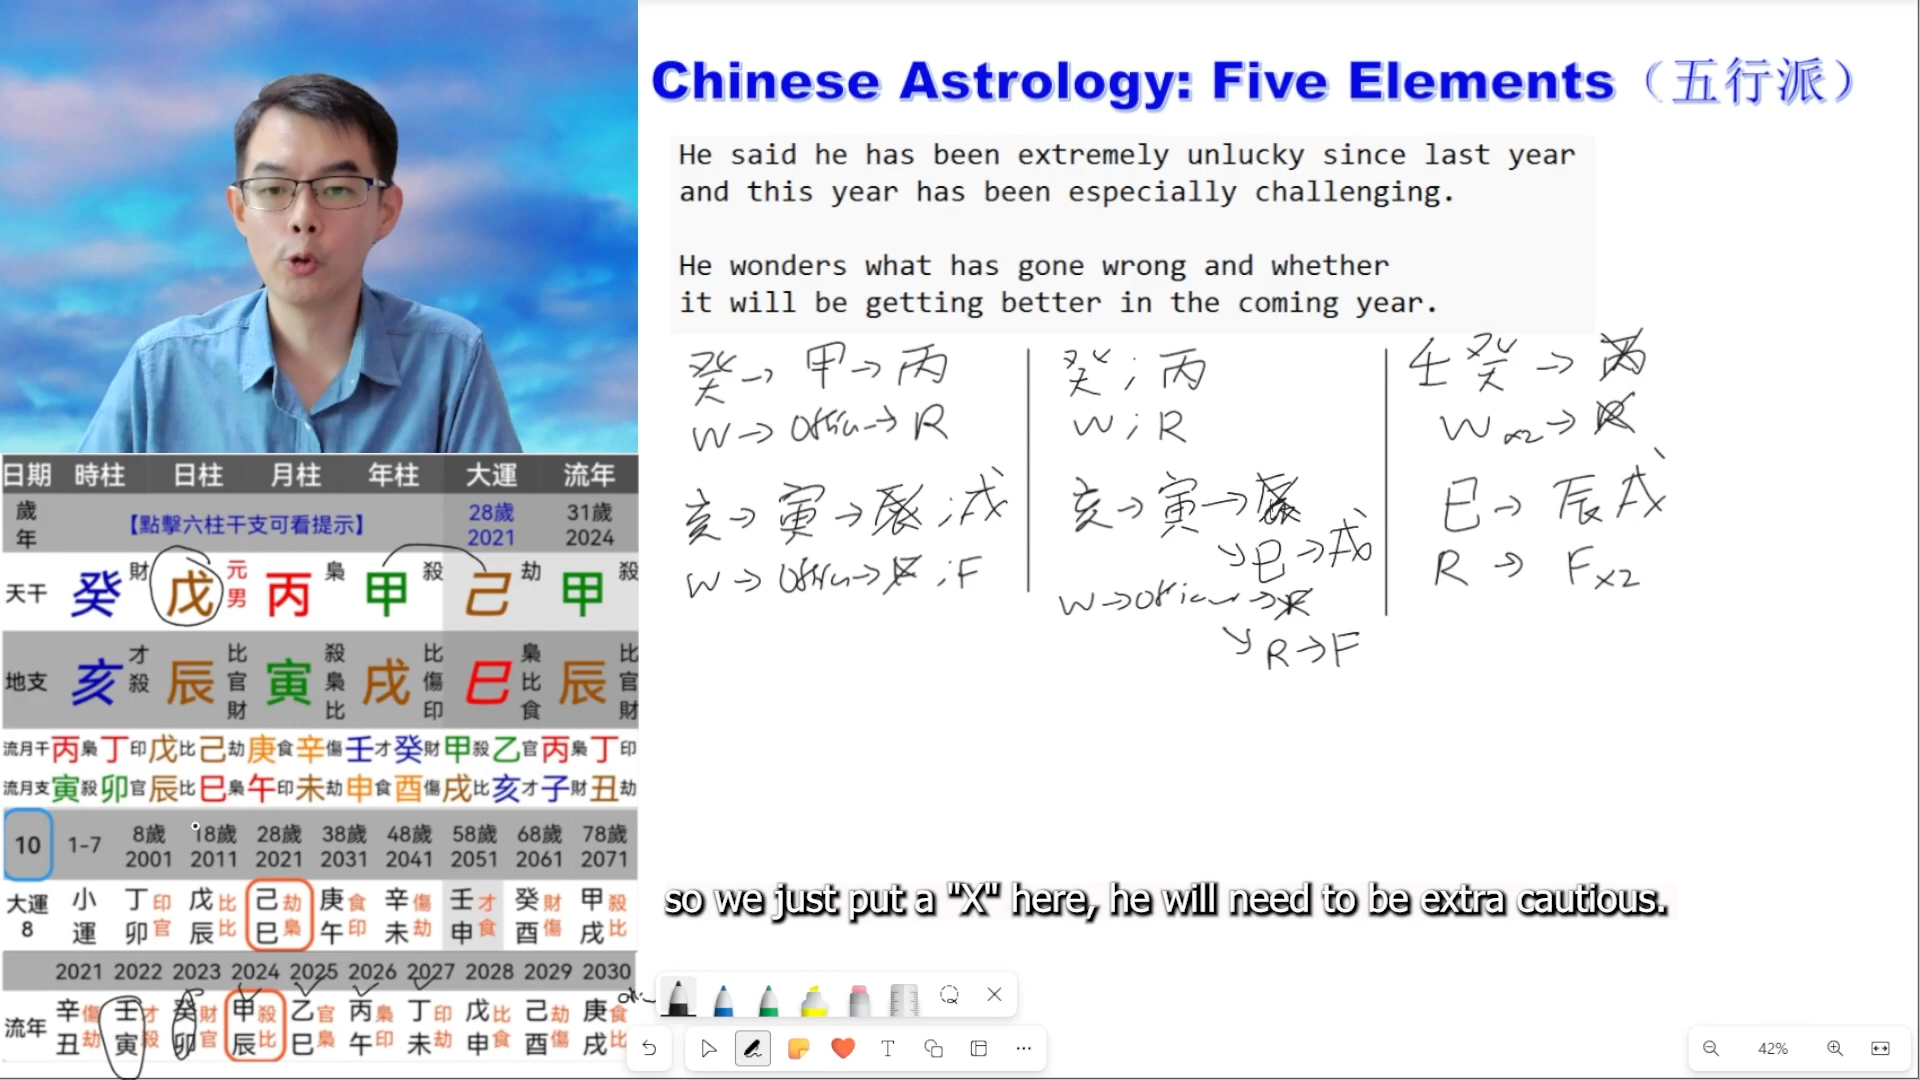 Chinese Astrology: Five Elements（五行派）
He said he has been extremely unlucky since last year
and this year has been especially challenging.
He wonders what has gone wrong and whether
it will be getting better in the coming year.
癸→甲→丙
W→ →R
亥→寅→辰;戌
W→ →F;F
癸;丙
W;R
亥→寅→辰
↘巳→戌
W→ →R
↘R→F
壬癸→丙
Wx2→R
巳→辰戌
R→Fx2
日期 時柱 日柱 月柱 年柱 大運 流年
歲年 【點擊六柱干支可看提示】 28歲 2021 31歲 2024
天干 癸 財 戊 元男 丙 梟 甲 殺 己 劫 甲 殺
地支 亥 才殺 辰 比官財 寅 殺梟比 戌 比傷印 巳 梟比食 辰 比官財
流月干 丙梟 丁印 戊比 己劫 庚食 辛傷 壬才 癸財 甲殺 乙官 丙梟 丁印
流月支 寅殺 卯官 辰比 巳梟 午印 未劫 申食 酉傷 戌比 亥才 子財 丑劫
10 1-7 8歲 18歲 28歲 38歲 48歲 58歲 68歲 78歲
2001 2011 2021 2031 2041 2051 2061 2071
大運 小 丁印 戊比 己劫 庚食 辛傷 壬才 癸財 甲殺
8 運 卯官 辰比 巳梟 午印 未劫 申食 酉傷 戌比
2021 2022 2023 2024 2025 2026 2027 2028 2029 2030
流年 辛傷 壬才 癸財 甲殺 乙官 丙梟 丁印 戊比 己劫 庚食
丑劫 寅殺 卯官 辰比 巳梟 午印 未劫 申食 酉傷 戌比
so we just put a "X" here, he will need to be extra cautious.
T
42%